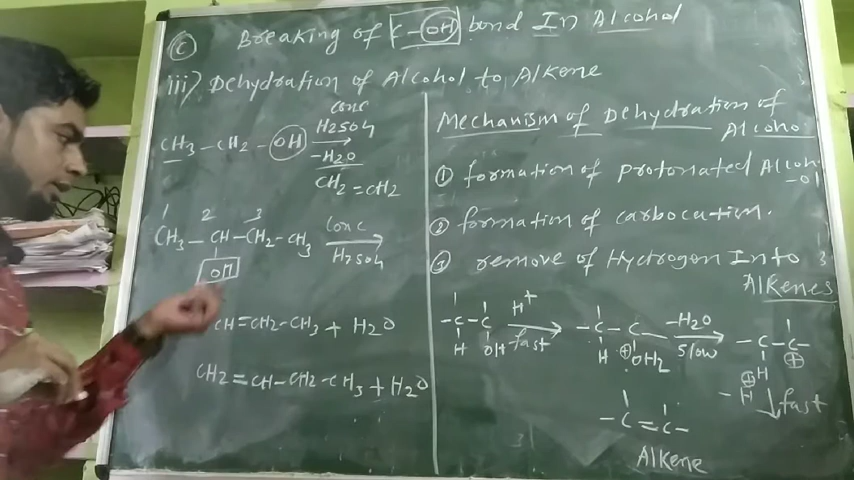 (C) Breaking of C-OH bond In Alcohol
iii) Dehydration of Alcohol to Alkene
CH3-CH2-OH conc H2SO4 → -H2O
CH2=CH2
1 2 3
CH3-CH-CH2-CH3 Conc H2SO4 →
OH
CH=CH2-CH3 + H2O
CH2=CH-CH2-CH3 + H2O
Mechanism of Dehydration of
Alcoho
① formation of protonated Alcoh
-ol
② formation of carbocation.
③ remove of Hydrogen Into
Alkenes
-C-C- H+ → fast -C-C- -H2O → Slow -C-C-
H OH H ⊕OH2 H ⊕
-H⊕ ↓ fast
-C=C-
Alkene